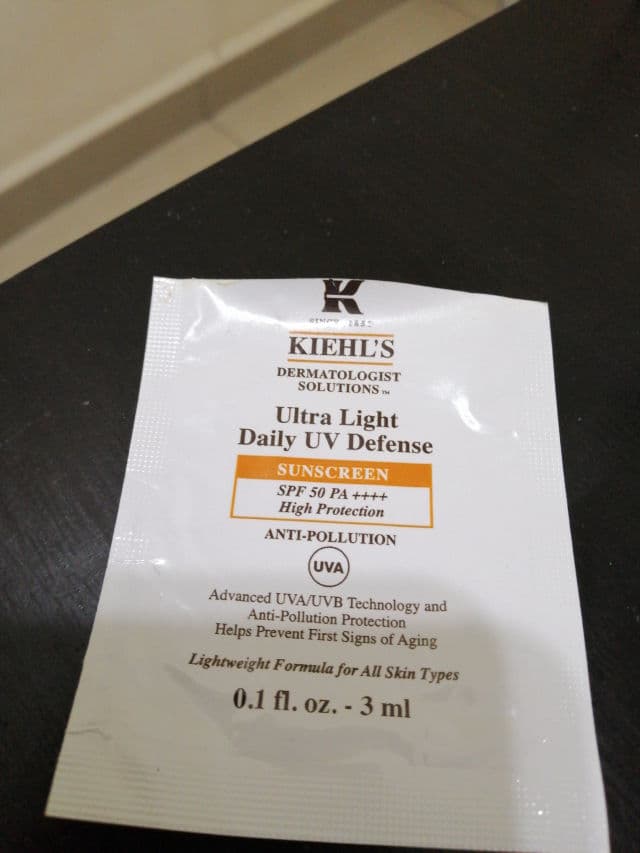 K
SINCE 1851
KIEHL'S
DERMATOLOGIST
SOLUTIONS™
Ultra Light
Daily UV Defense
SUNSCREEN
SPF 50 PA ++++
High Protection
ANTI-POLLUTION
UVA
Advanced UVA/UVB Technology and
Anti-Pollution Protection
Helps Prevent First Signs of Aging
Lightweight Formula for All Skin Types
0.1 fl. oz. - 3 ml